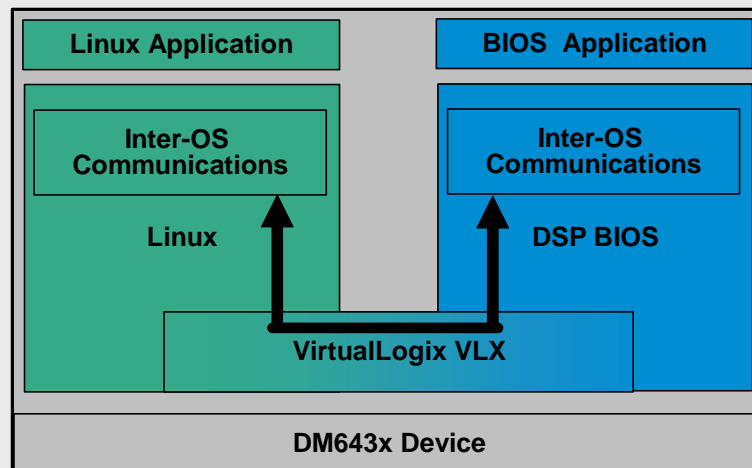 Linux Application
BIOS Application
Inter-OS
Communications
Inter-OS
Communications
Linux
DSP BIOS
VirtualLogix VLX
DM643x Device